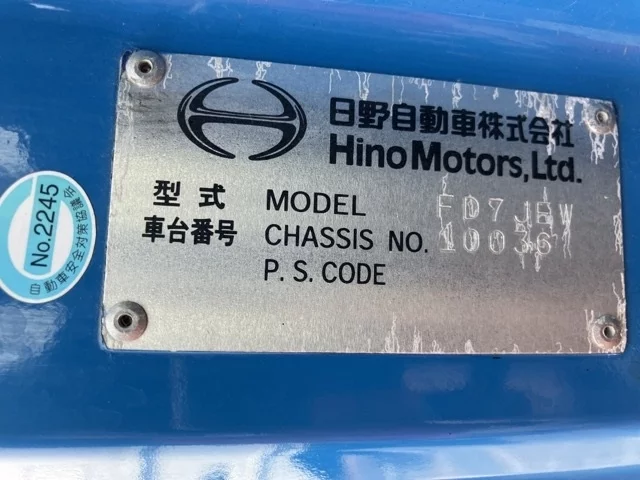 日野自動車株式会社
Hino Motors, Ltd.
型式 MODEL FD7JEW
車台番号 CHASSIS NO. 10036
P. S. CODE
No.2245
自動車安全対策協議会